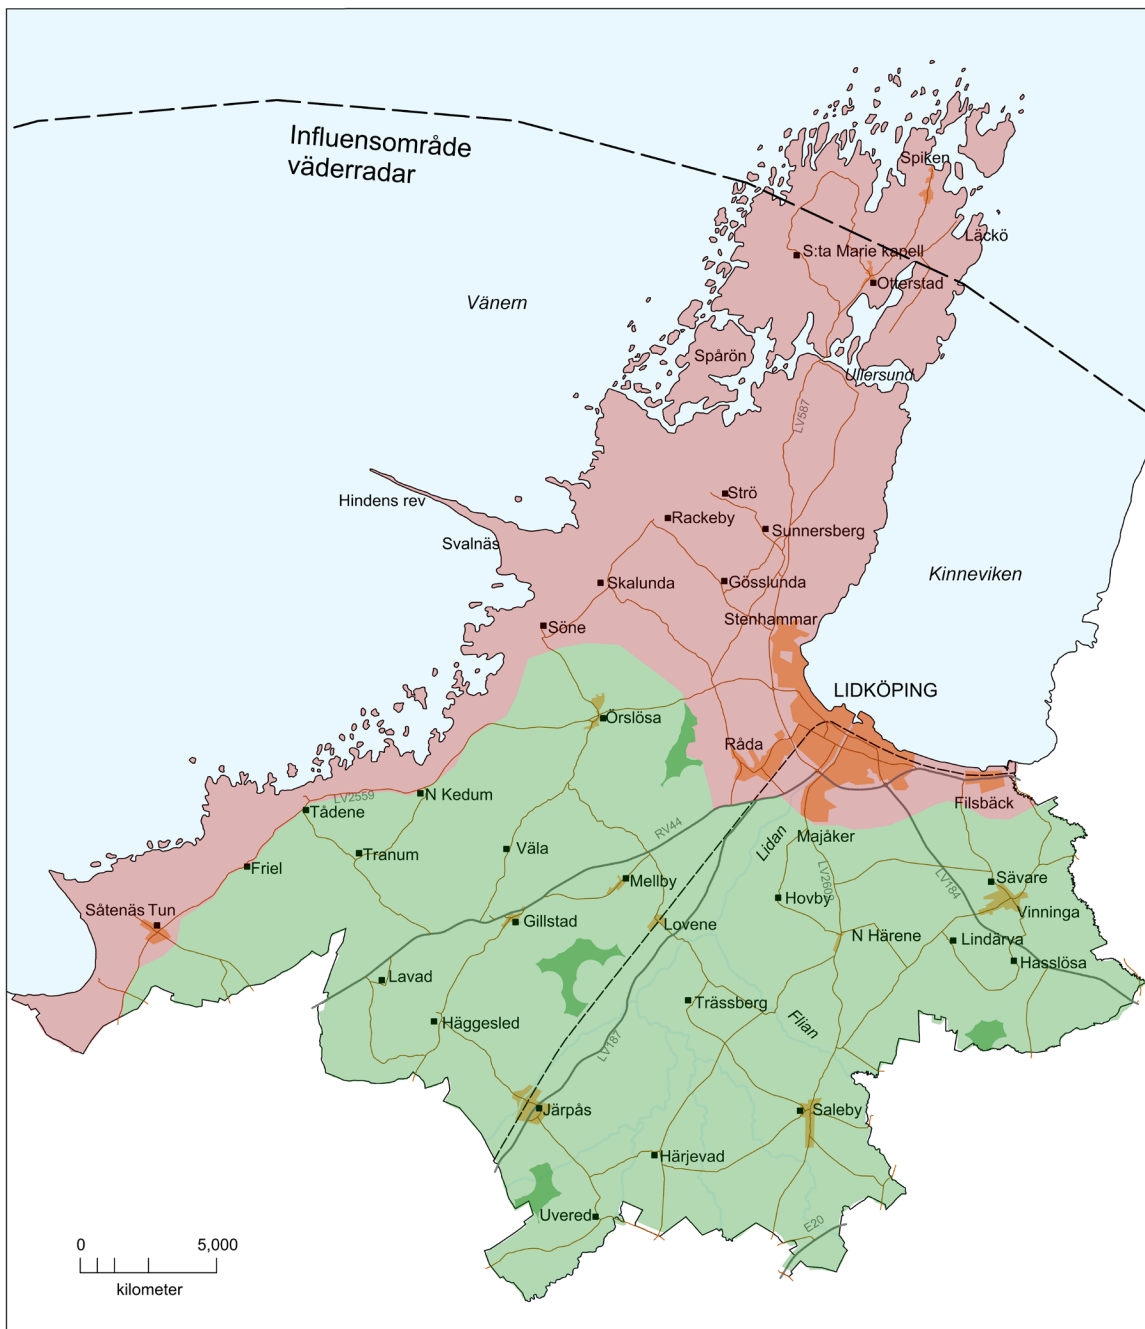 Influensområde
väderradar
Spiken
Läckö
S:ta Marie kapell
Otterstad
Vänern
Spårön
Ullersund
LV587
Hindens rev
Strö
Rackeby
Sunnersberg
Svalnäs
Kinneviken
Skalunda
Gösslunda
Stenhammar
Söne
LIDKÖPING
Örslösa
Råda
LV2559
N Kedum
Filsbäck
Tådene
RV44
Lidan
Majåker
Väla
Tranum
Friel
Mellby
LV2608
LV184
Sävare
Hovby
Vinninga
Såtenäs Tun
Gillstad
Lovene
N Härene
Lindärva
Hasslösa
Lavad
Trässberg
Häggesled
Flian
LV187
Järpås
Saleby
Härjevad
Uvered
E20
0 5,000
kilometer